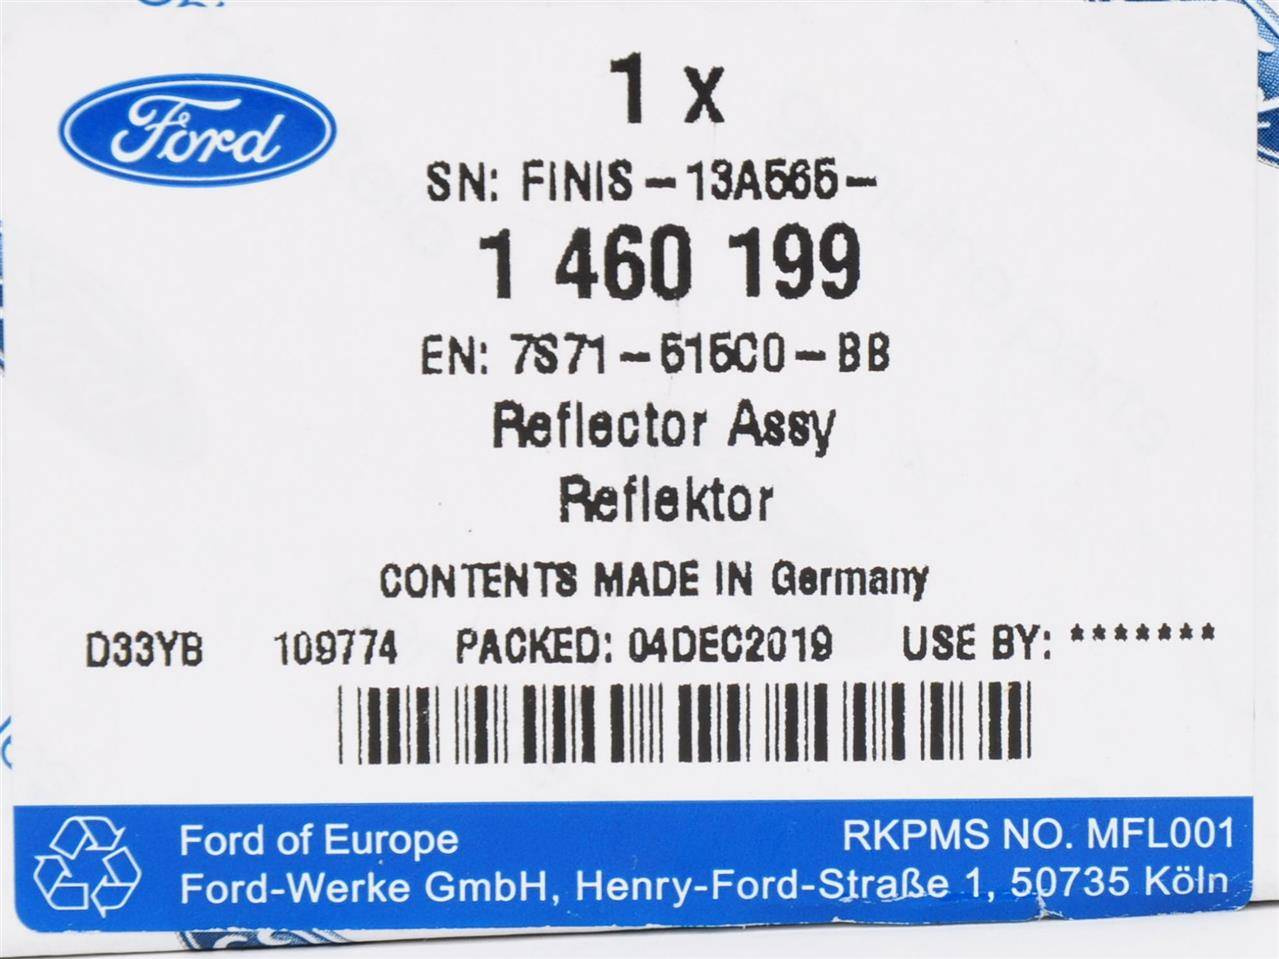 Ford
1 x
SN: FINIS-13A565-
1 460 199
EN: 7S71-515C0-BB
Reflector Assy
Reflektor
CONTENTS MADE IN Germany
D33YB 109774 PACKED: 04DEC2019 USE BY: *******
Ford of Europe RKPMS NO. MFL001
Ford-Werke GmbH, Henry-Ford-Straße 1, 50735 Köln